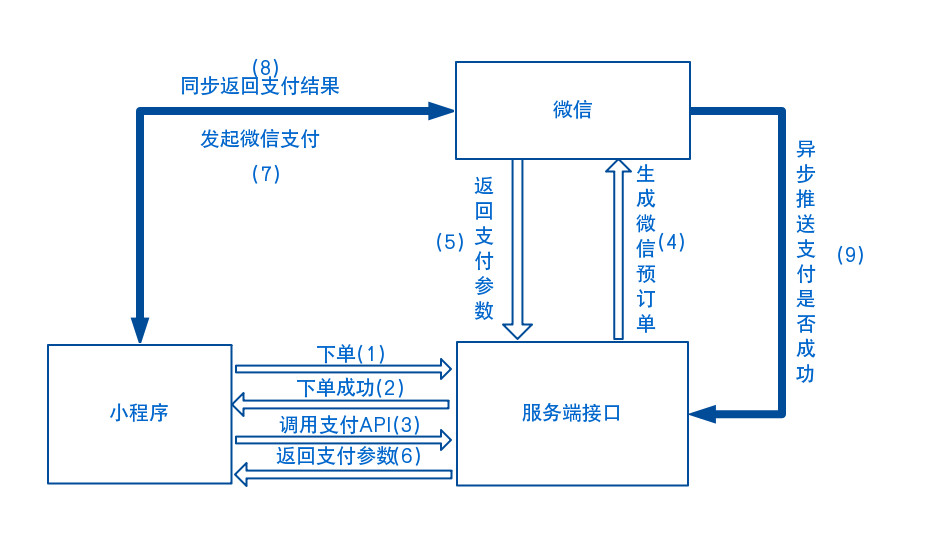 (8)
同步返回支付结果
发起微信支付
(7)
微信
返回支付参数
(5)
生成微信预订单
(4)
异步推送支付是否成功
(9)
小程序
下单(1)
下单成功(2)
调用支付API(3)
返回支付参数(6)
服务端接口